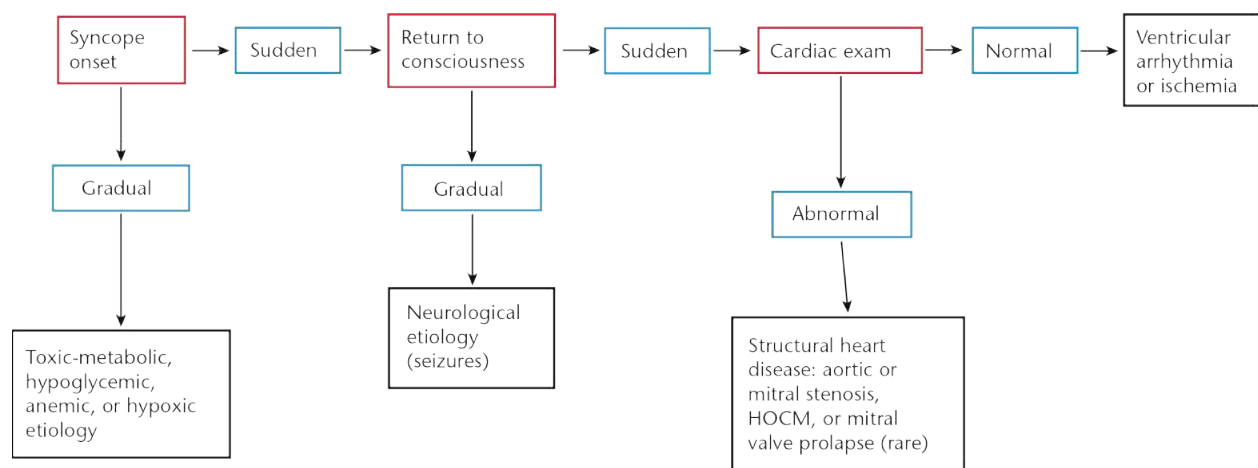 Syncope
onset
Sudden
Return to
consciousness
Sudden
Cardiac exam
Normal
Ventricular
arrhythmia
or ischemia
Gradual
Gradual
Abnormal
Toxic-metabolic,
hypoglycemic,
anemic, or hypoxic
etiology
Neurological
etiology
(seizures)
Structural heart
disease: aortic or
mitral stenosis,
HOCM, or mitral
valve prolapse (rare)